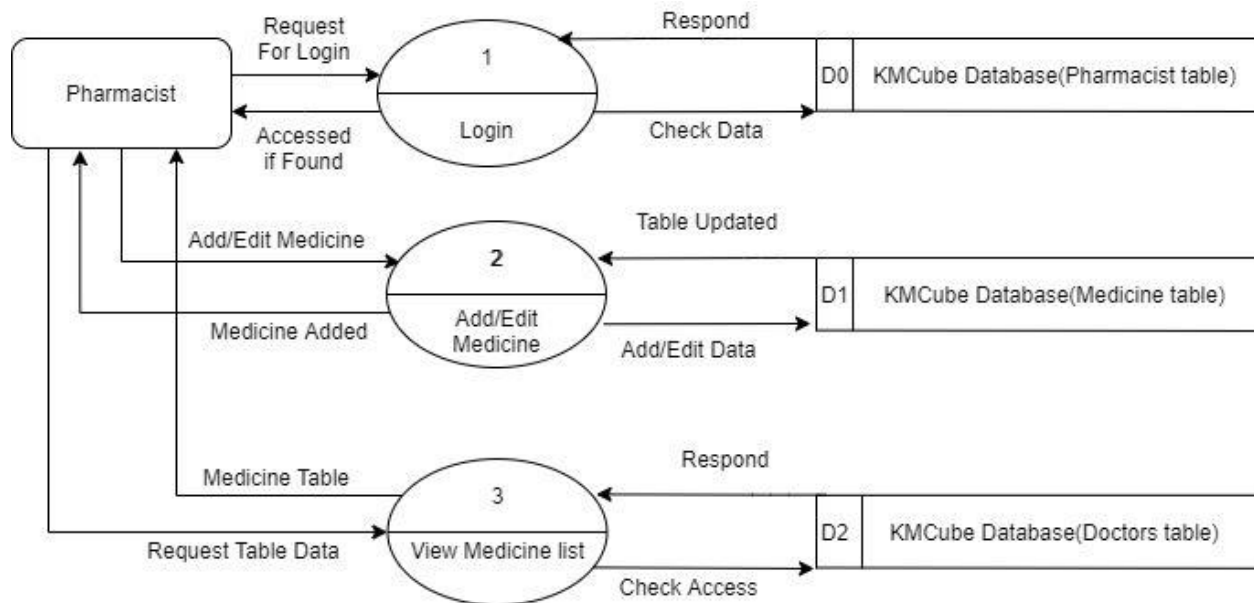 Request
For Login
Respond
1
Pharmacist
D0
KMCube Database(Pharmacist table)
Accessed
if Found
Login
Check Data
Table Updated
Add/Edit Medicine
2
D1
KMCube Database(Medicine table)
Medicine Added
Add/Edit
Medicine
Add/Edit Data
Respond
Medicine Table
3
D2
KMCube Database(Doctors table)
Request Table Data
View Medicine list
Check Access